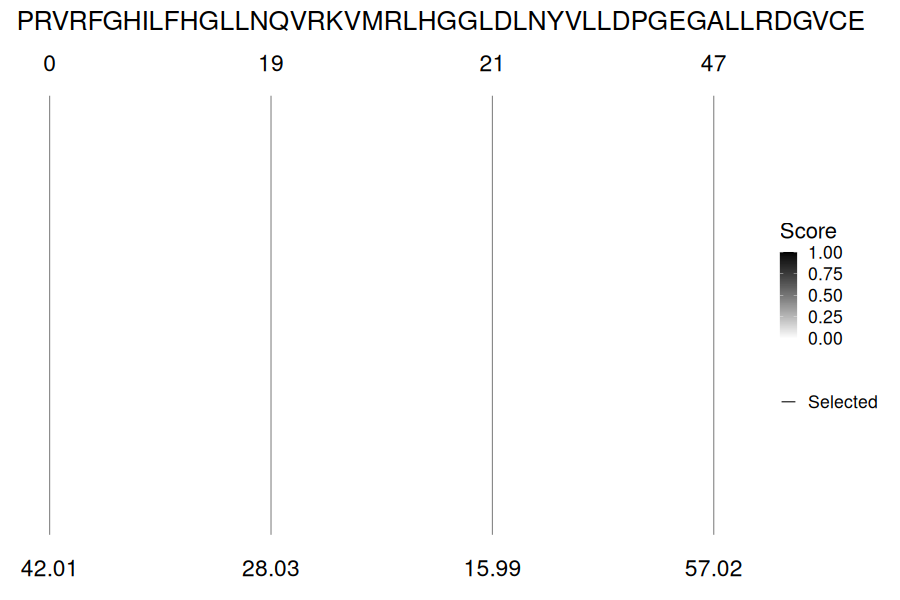 PRVRFGHILFHGLLNQVRKVMRLHGGLDLNYVLLDPGEGALLRDGVCE
0 19 21 47
Score
1.00
0.75
0.50
0.25
0.00
Selected
42.01 28.03 15.99 57.02